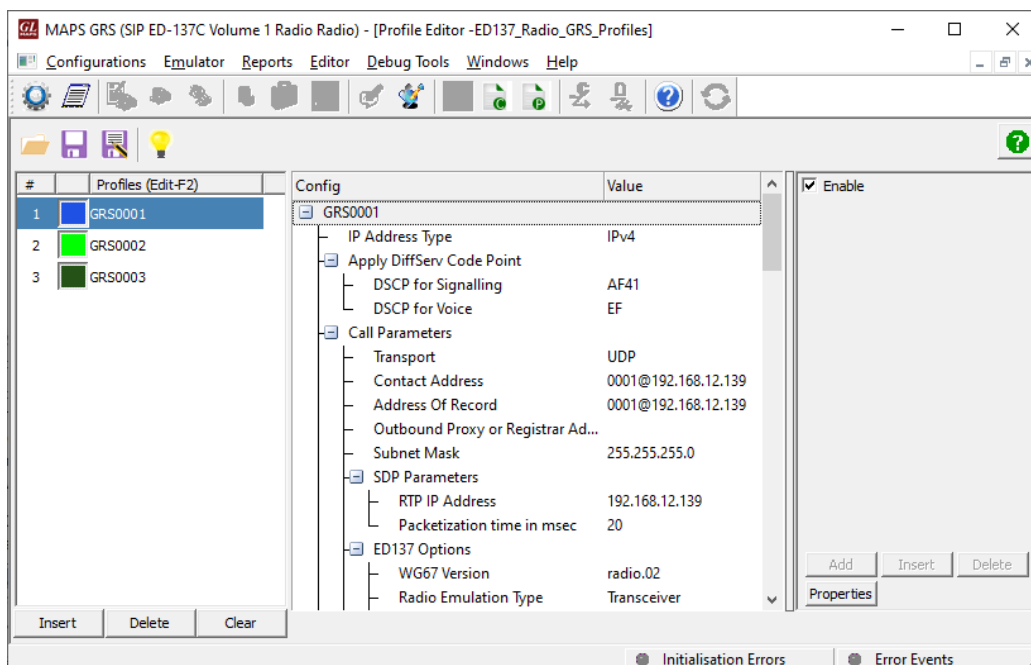 GL MAPS
MAPS GRS (SIP ED-137C Volume 1 Radio Radio) - [Profile Editor -ED137_Radio_GRS_Profiles]
Configurations Emulator Reports Editor Debug Tools Windows Help
# Profiles (Edit-F2)
1 GRS0001
2 GRS0002
3 GRS0003
Config Value
GRS0001
IP Address Type IPv4
Apply DiffServ Code Point
DSCP for Signalling AF41
DSCP for Voice EF
Call Parameters
Transport UDP
Contact Address 0001@192.168.12.139
Address Of Record 0001@192.168.12.139
Outbound Proxy or Registrar Ad...
Subnet Mask 255.255.255.0
SDP Parameters
RTP IP Address 192.168.12.139
Packetization time in msec 20
ED137 Options
WG67 Version radio.02
Radio Emulation Type Transceiver
Enable
Add Insert Delete
Properties
Insert Delete Clear
Initialisation Errors Error Events